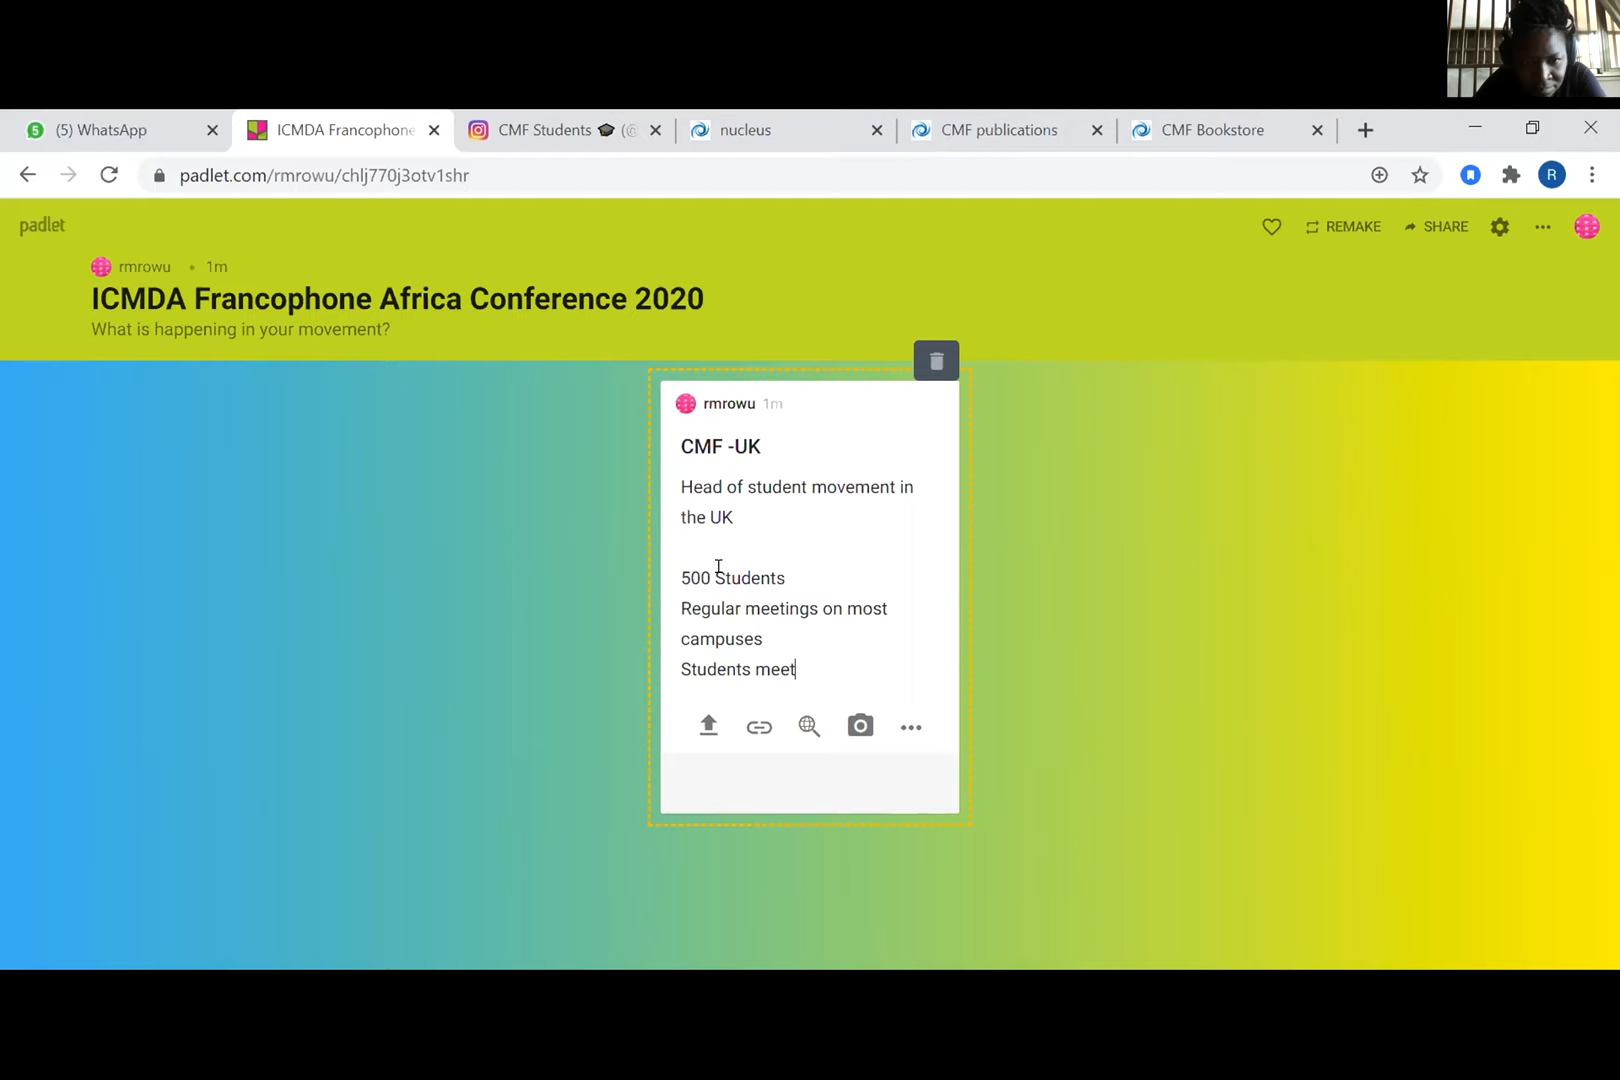 5
(5) WhatsApp
ICMDA Francophone
CMF Students 🎓 (@
nucleus
CMF publications
CMF Bookstore
padlet.com/rmrowu/chlj770j3otv1shr
R
padlet
REMAKE
SHARE
rmrowu • 1m
ICMDA Francophone Africa Conference 2020
What is happening in your movement?
rmrowu 1m
CMF -UK
Head of student movement in
the UK
500 Students
Regular meetings on most
campuses
Students meet